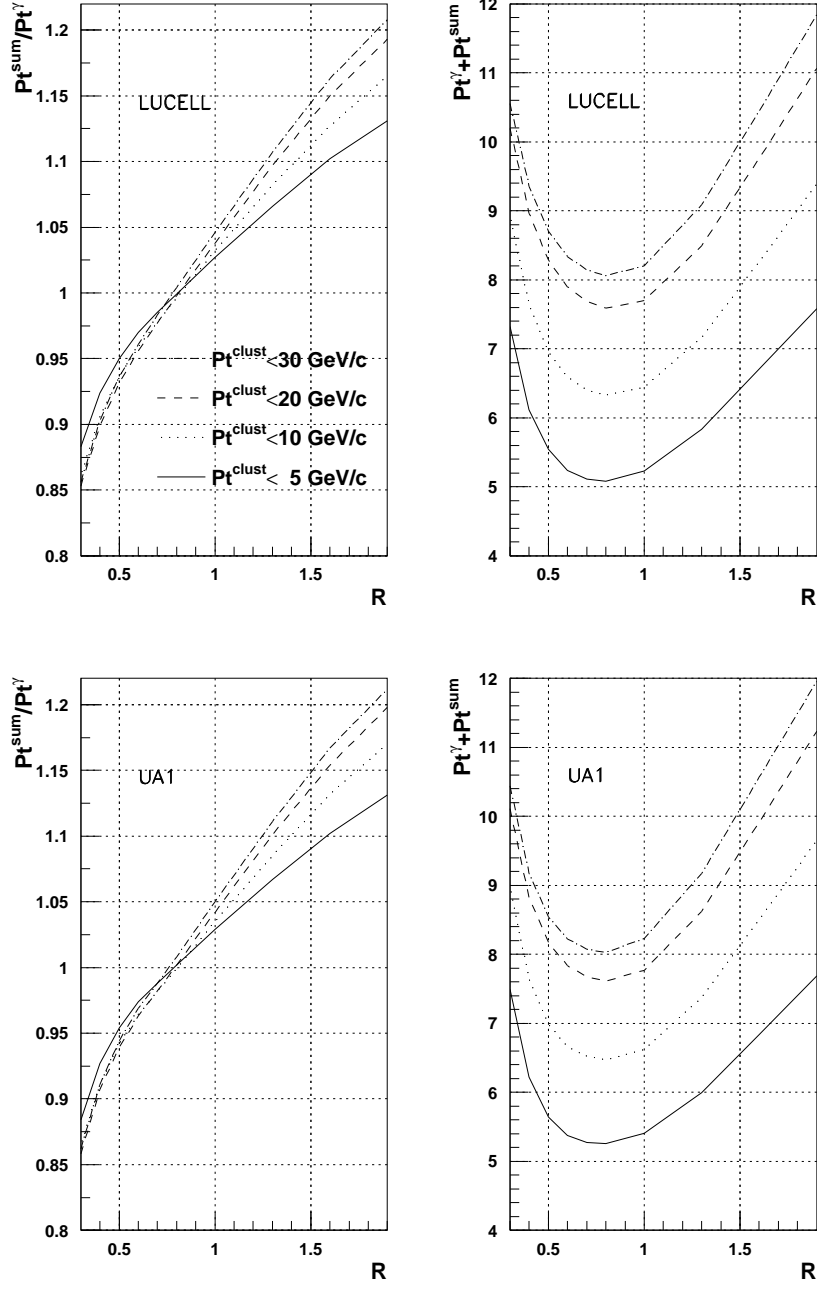 Pt^sum/Pt^γ
1.2
1.15
1.1
1.05
1
0.95
0.9
0.85
0.8
LUCELL
Pt^clust <30 GeV/c
Pt^clust <20 GeV/c
Pt^clust <10 GeV/c
Pt^clust < 5 GeV/c
0.5 1 1.5
R
Pt^γ+Pt^sum
12
11
10
9
8
7
6
5
4
LUCELL
0.5 1 1.5
R
Pt^sum/Pt^γ
1.2
1.15
1.1
1.05
1
0.95
0.9
0.85
0.8
UA1
0.5 1 1.5
R
Pt^γ+Pt^sum
12
11
10
9
8
7
6
5
4
UA1
0.5 1 1.5
R